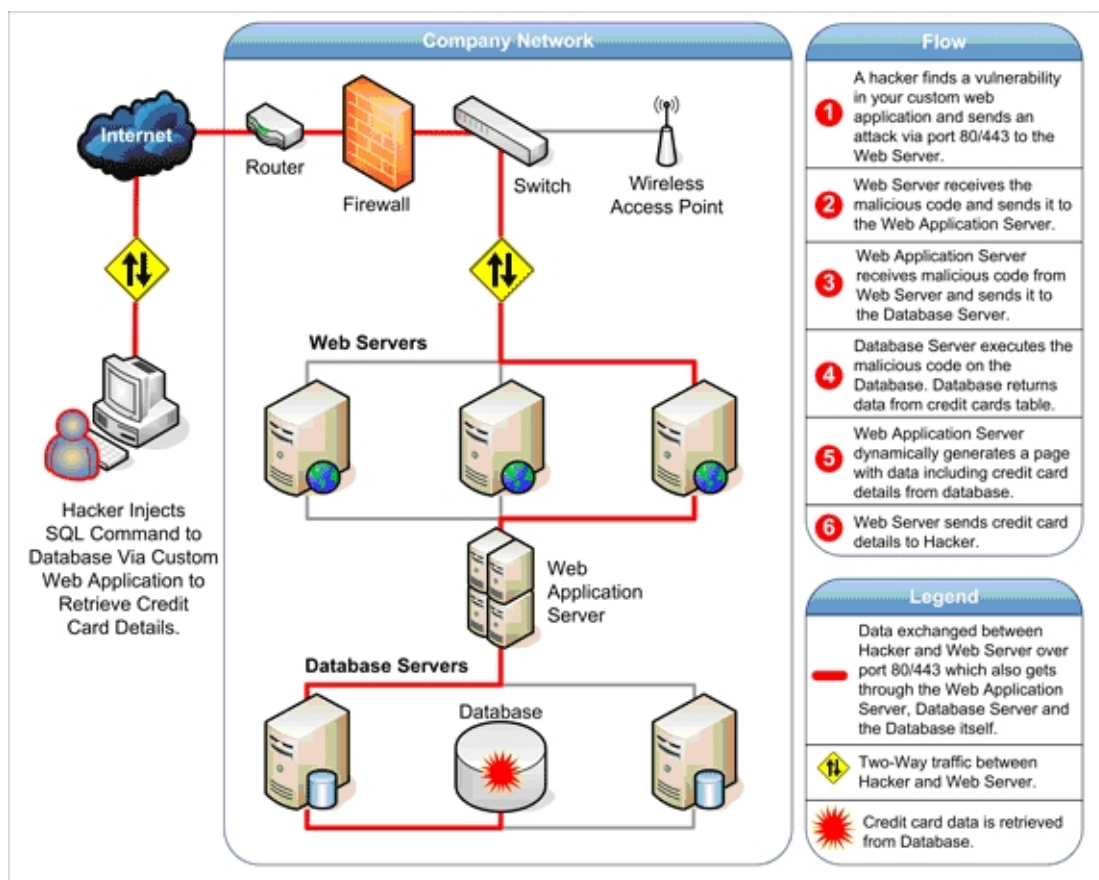 Company Network
Internet
Router
Firewall
Switch
Wireless
Access Point
Hacker Injects
SQL Command to
Database Via Custom
Web Application to
Retrieve Credit
Card Details.
Web Servers
Web
Application
Server
Database Servers
Database
Flow
1
A hacker finds a vulnerability
in your custom web
application and sends an
attack via port 80/443 to the
Web Server.
2
Web Server receives the
malicious code and sends it to
the Web Application Server.
3
Web Application Server
receives malicious code from
Web Server and sends it to
the Database Server.
4
Database Server executes the
malicious code on the
Database. Database returns
data from credit cards table.
5
Web Application Server
dynamically generates a page
with data including credit card
details from database.
6
Web Server sends credit card
details to Hacker.
Legend
Data exchanged between
Hacker and Web Server over
port 80/443 which also gets
through the Web Application
Server, Database Server and
the Database itself.
Two-Way traffic between
Hacker and Web Server.
Credit card data is retrieved
from Database.